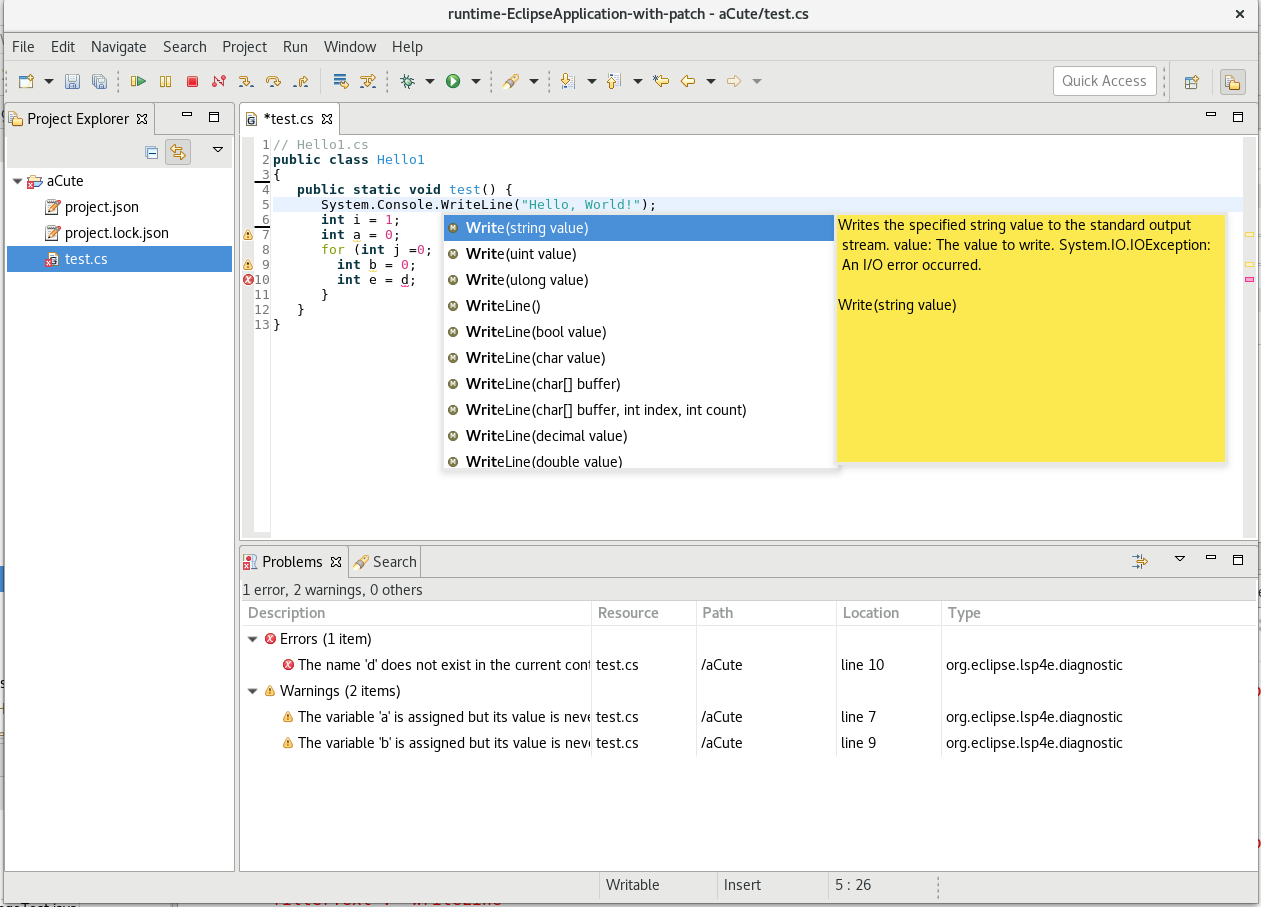 runtime-EclipseApplication-with-patch - aCute/test.cs
File Edit Navigate Search Project Run Window Help
Quick Access
Project Explorer
aCute
project.json
project.lock.json
test.cs
*test.cs
1 // Hello1.cs
2 public class Hello1
3 {
4 public static void test() {
5 System.Console.WriteLine("Hello, World!");
6 int i = 1;
7 int a = 0;
8 for (int j =0;
9 int b = 0;
10 int e = d;
11 }
12 }
13 }
Write(string value)
Write(uint value)
Write(ulong value)
WriteLine()
WriteLine(bool value)
WriteLine(char value)
WriteLine(char[] buffer)
WriteLine(char[] buffer, int index, int count)
WriteLine(decimal value)
WriteLine(double value)
Writes the specified string value to the standard output
stream. value: The value to write. System.IO.IOException:
An I/O error occurred.
Write(string value)
Problems Search
1 error, 2 warnings, 0 others
Description Resource Path Location Type
Errors (1 item)
The name 'd' does not exist in the current cont test.cs /aCute line 10 org.eclipse.lsp4e.diagnostic
Warnings (2 items)
The variable 'a' is assigned but its value is neve test.cs /aCute line 7 org.eclipse.lsp4e.diagnostic
The variable 'b' is assigned but its value is neve test.cs /aCute line 9 org.eclipse.lsp4e.diagnostic
Writable Insert 5 : 26